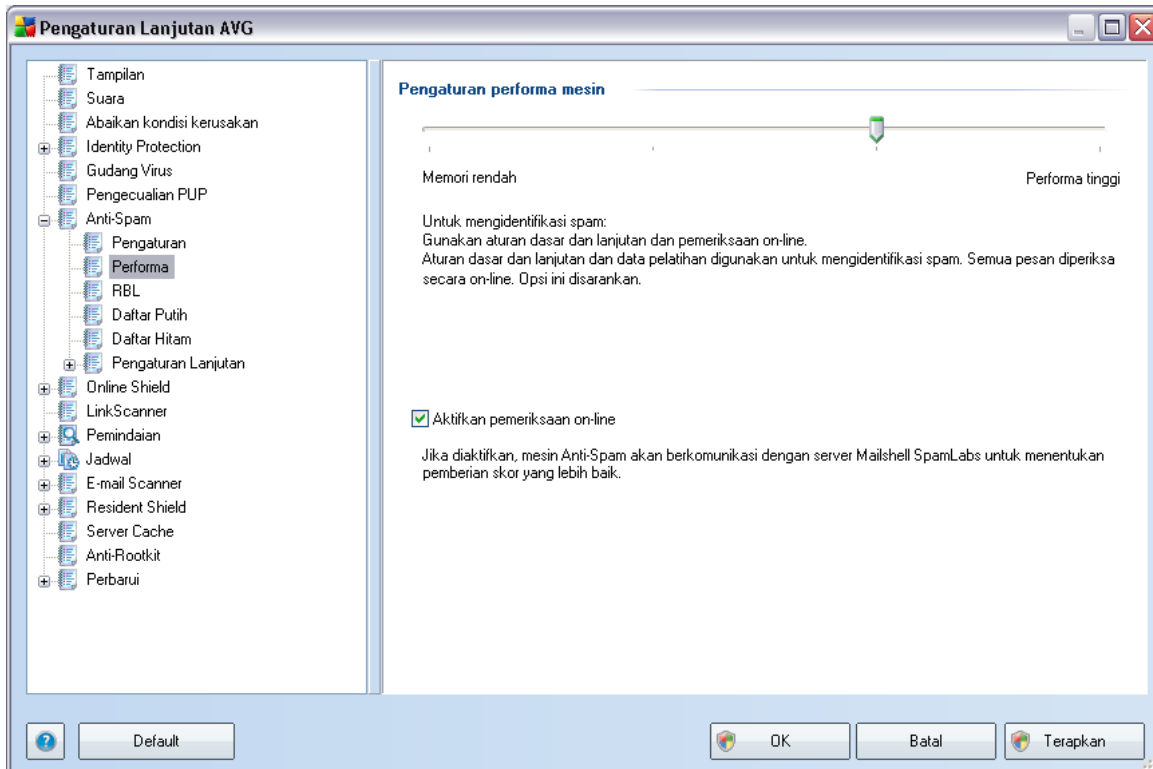 Pengaturan Lanjutan AVG
Tampilan
Suara
Abaikan kondisi kerusakan
Identity Protection
Gudang Virus
Pengecualian PUP
Anti-Spam
Pengaturan
Performa
RBL
Daftar Putih
Daftar Hitam
Pengaturan Lanjutan
Online Shield
LinkScanner
Pemindaian
Jadwal
E-mail Scanner
Resident Shield
Server Cache
Anti-Rootkit
Perbarui
Pengaturan performa mesin
Memori rendah
Performa tinggi
Untuk mengidentifikasi spam:
Gunakan aturan dasar dan lanjutan dan pemeriksaan on-line.
Aturan dasar dan lanjutan dan data pelatihan digunakan untuk mengidentifikasi spam. Semua pesan diperiksa
secara on-line. Opsi ini disarankan.
Aktifkan pemeriksaan on-line
Jika diaktifkan, mesin Anti-Spam akan berkomunikasi dengan server Mailshell SpamLabs untuk menentukan
pemberian skor yang lebih baik.
Default
OK
Batal
Terapkan